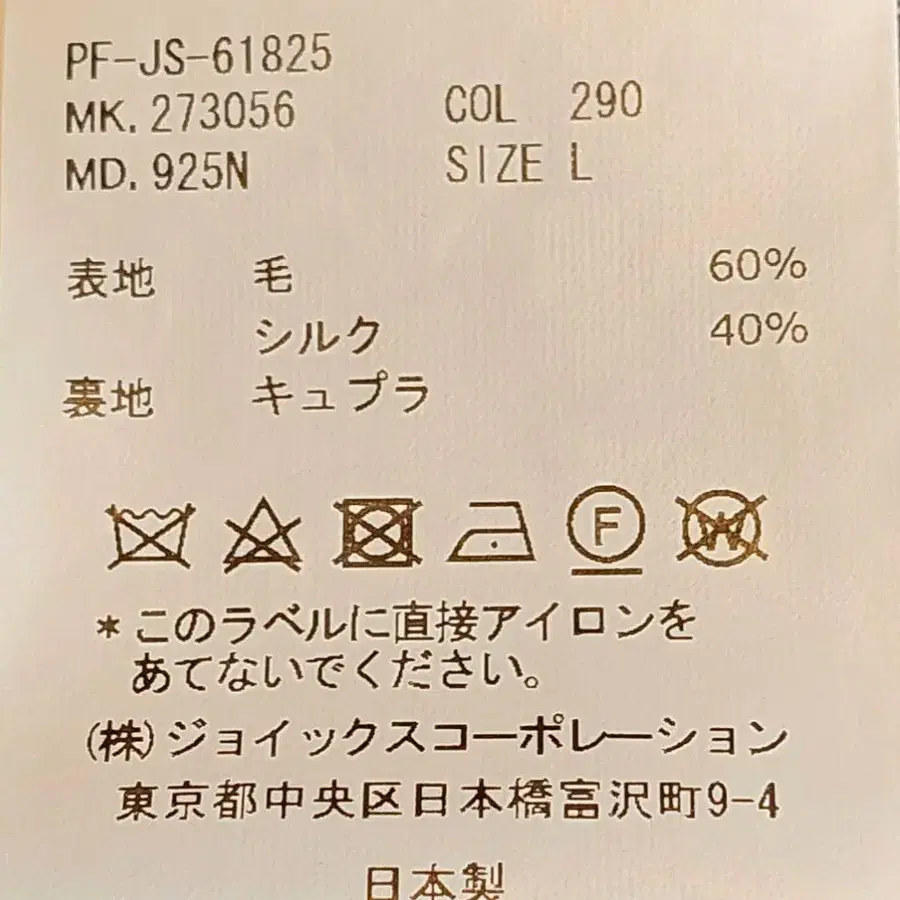 PF-JS-61825
MK. 273056 COL 290
MD. 925N SIZE L
表地 毛 60%
シルク 40%
裏地 キュプラ
F W
*このラベルに直接アイロンを
あてないでください。
(株)ジョイックスコーポレーション
東京都中央区日本橋富沢町9-4
日本製